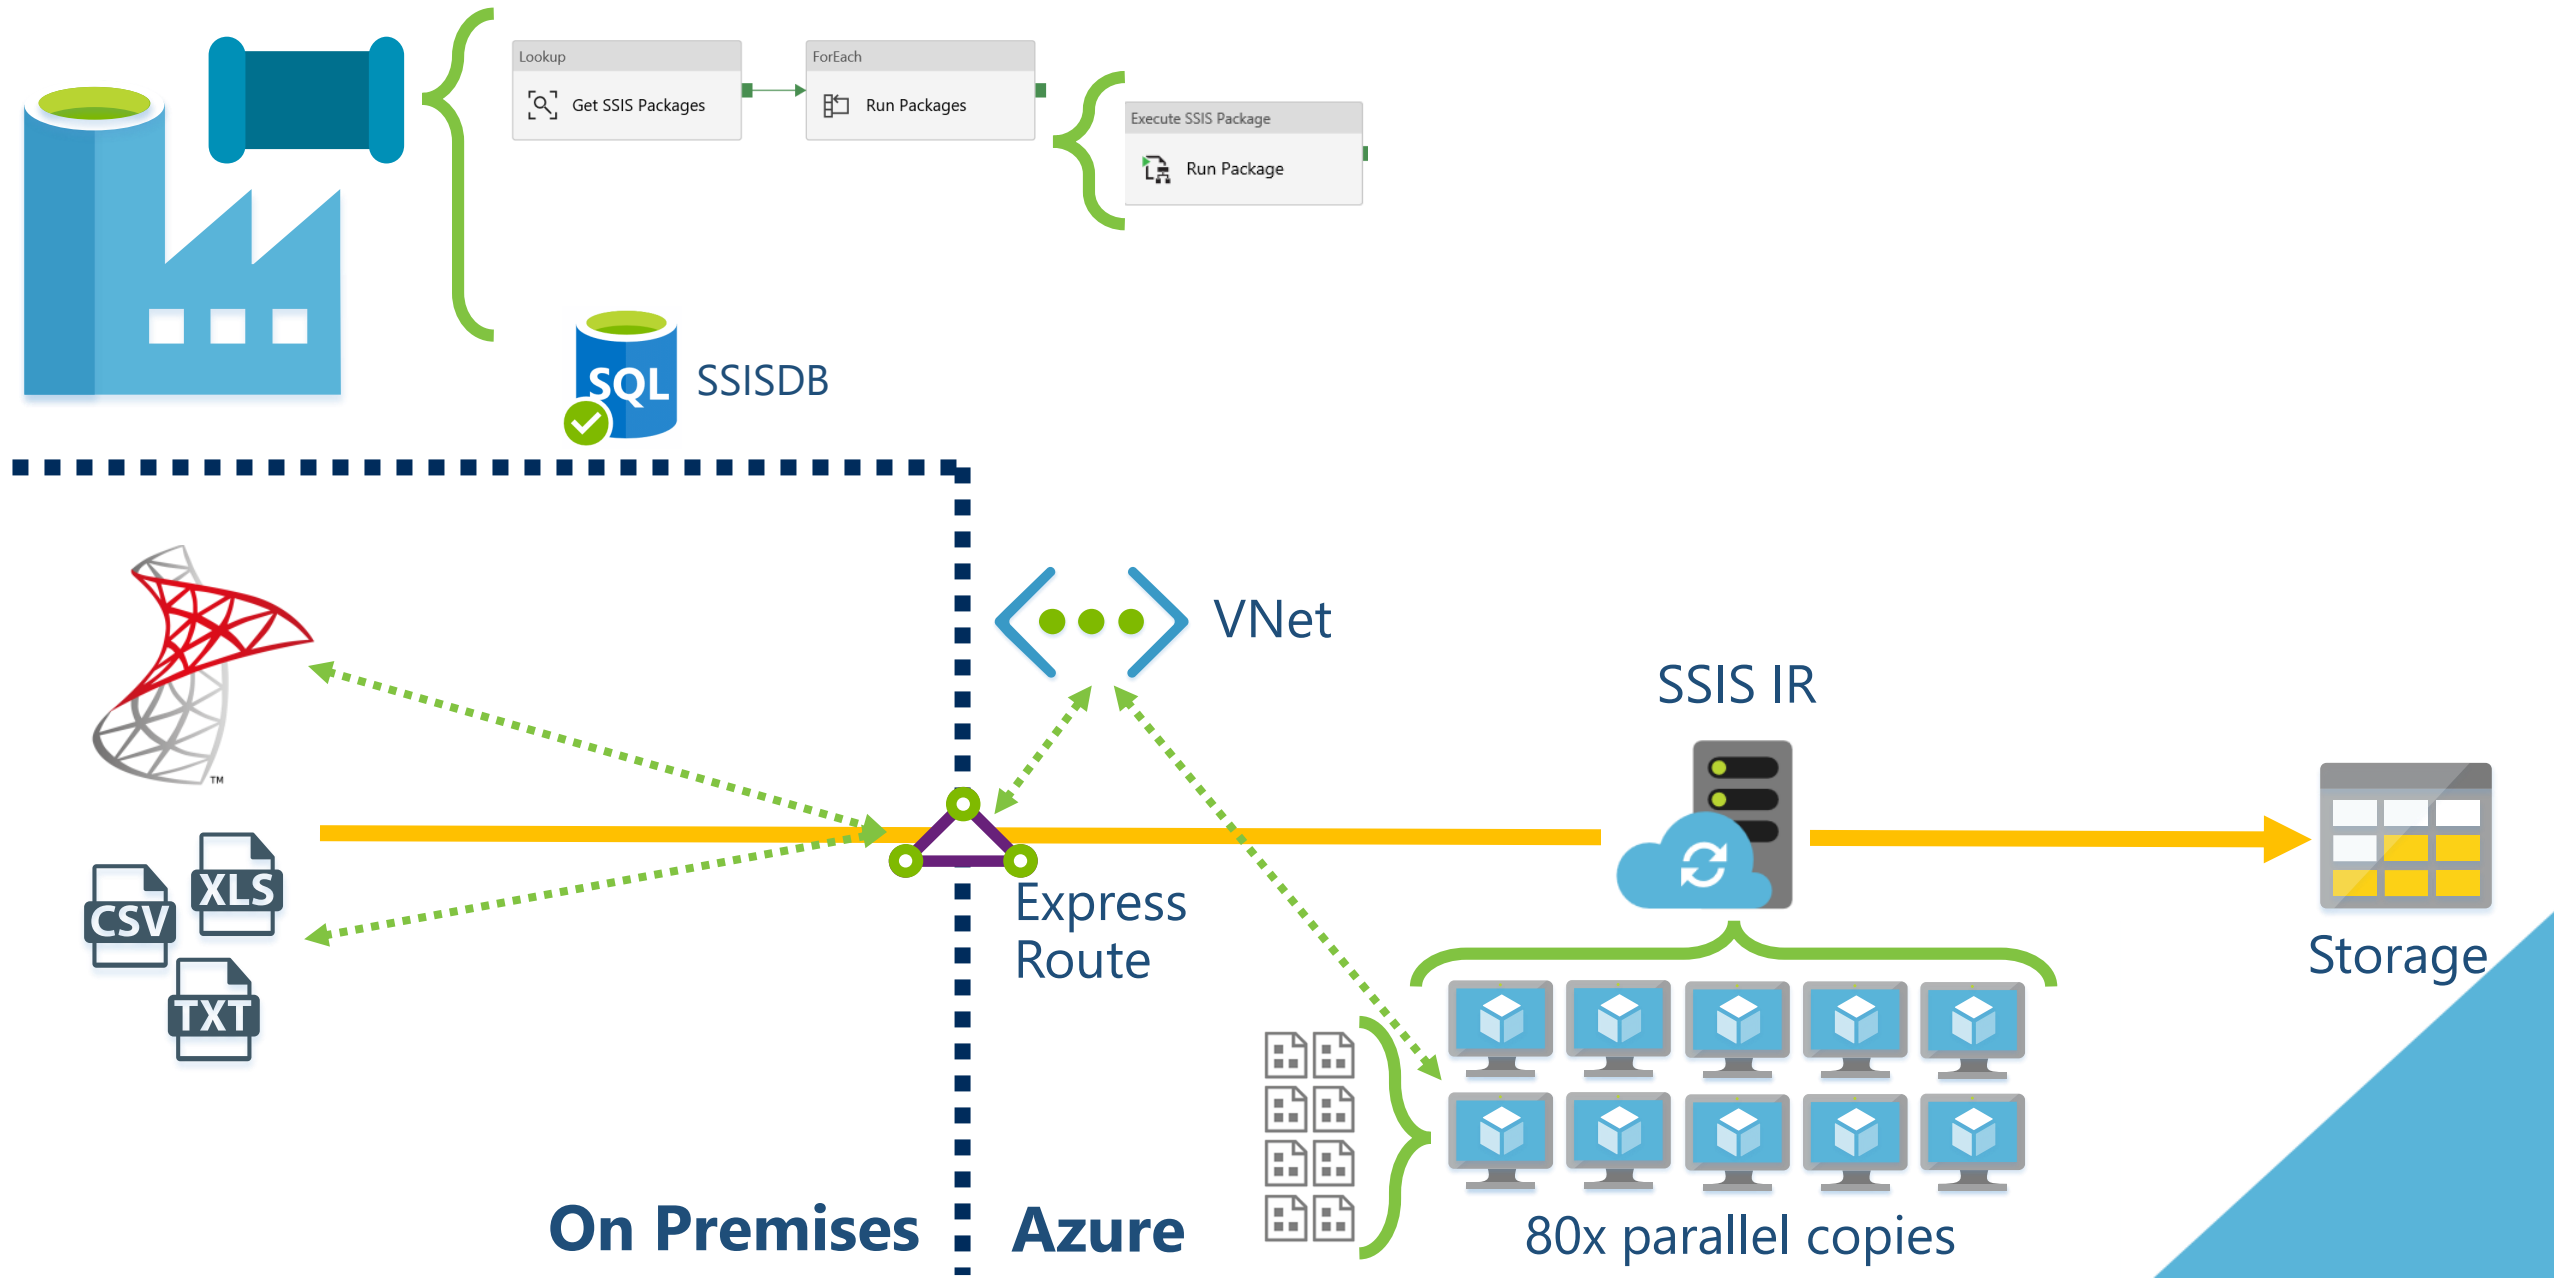 Lookup
Get SSIS Packages
ForEach
Run Packages
Execute SSIS Package
Run Package
SQL
SSISDB
TM
VNet
SSIS IR
XLS
CSV
TXT
Express
Route
Storage
On Premises
Azure
80x parallel copies